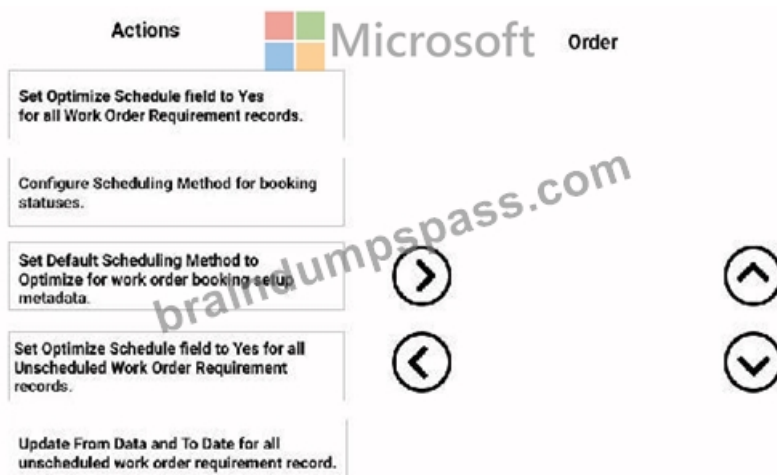 Actions
Microsoft
Order
Set Optimize Schedule field to Yes
for all Work Order Requirement records.
Configure Scheduling Method for booking
statuses.
Set Default Scheduling Method to
Optimize for work order booking setup
metadata.
Set Optimize Schedule field to Yes for all
Unscheduled Work Order Requirement
records.
Update From Data and To Date for all
unscheduled work order requirement record.
braindumpspass.com